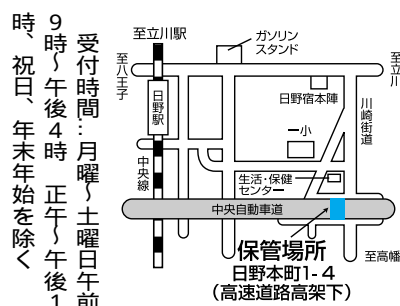 受付時間…月曜〜土曜日午前
9時〜午後4時　正午〜午後1
時、祝日、年末年始を除く
至立川駅
ガソリン
スタンド
至八王子
至立川
日野駅
日野宿本陣
川崎街道
一小
中央線
生活・保健
センター
中央自動車道
保管場所
日野本町1-4
(高速道路高架下)
至高幡